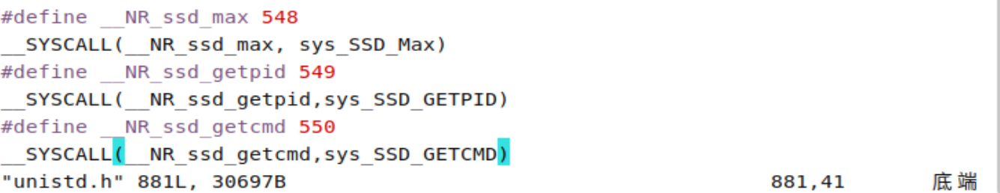 #define __NR_ssd_max 548
__SYSCALL(__NR_ssd_max, sys_SSD_Max)
#define __NR_ssd_getpid 549
__SYSCALL(__NR_ssd_getpid,sys_SSD_GETPID)
#define __NR_ssd_getcmd 550
__SYSCALL(__NR_ssd_getcmd,sys_SSD_GETCMD)
"unistd.h" 881L, 30697B 881,41 底端